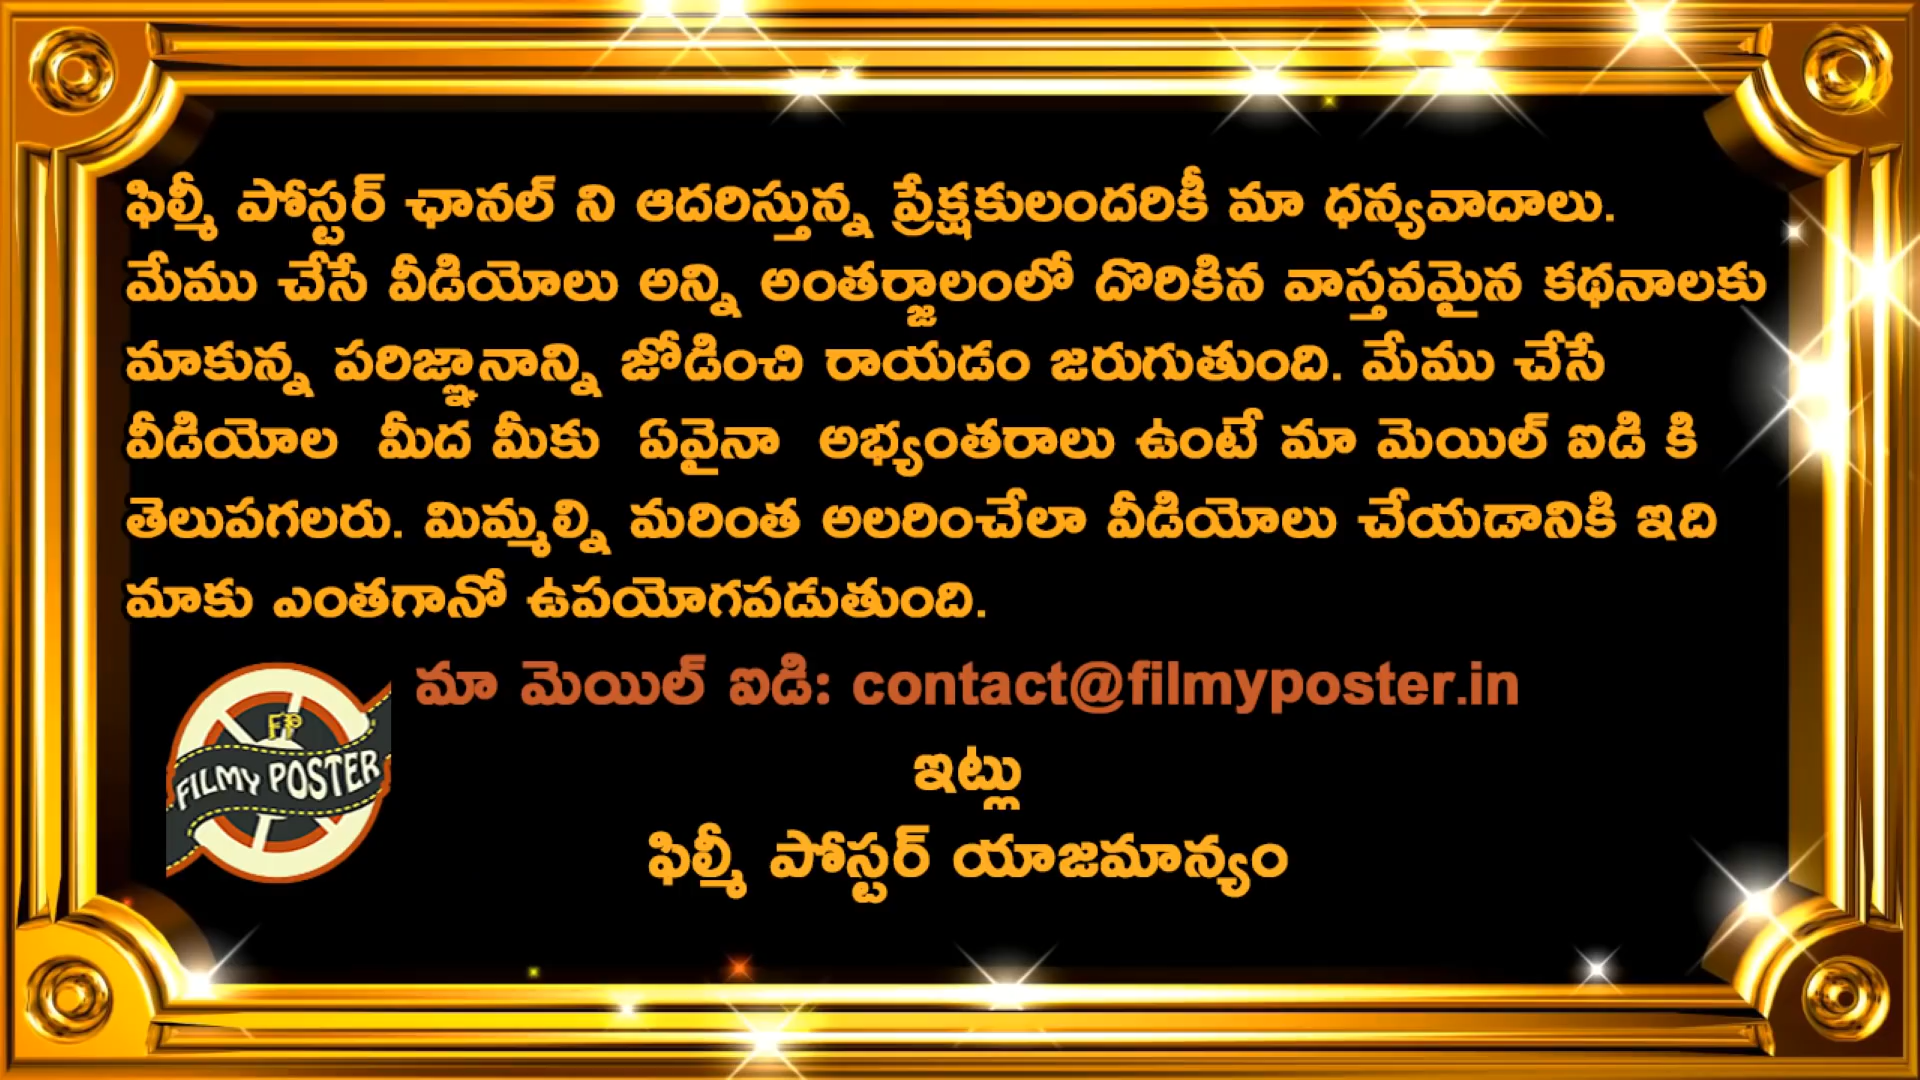 ఫిల్మీ పోస్టర్ ఛానల్ ని ఆదరిస్తున్న ప్రేక్షకులందరికీ మా ధన్యవాదాలు.
మేము చేసే వీడియోలు అన్ని అంతర్జాలంలో దొరికిన వాస్తవమైన కథనాలకు
మాకున్న పరిజ్ఞానాన్ని జోడించి రాయడం జరుగుతుంది. మేము చేసే
వీడియోల మీద మీకు ఏవైనా అభ్యంతరాలు ఉంటే మా మెయిల్ ఐడి కి
తెలుపగలరు. మిమ్మల్ని మరింత అలరించేలా వీడియోలు చేయడానికి ఇది
మాకు ఎంతగానో ఉపయోగపడుతుంది.
మా మెయిల్ ఐడి: contact@filmyposter.in
FP
FILMY POSTER
ఇట్లు
ఫిల్మీ పోస్టర్ యాజమాన్యం